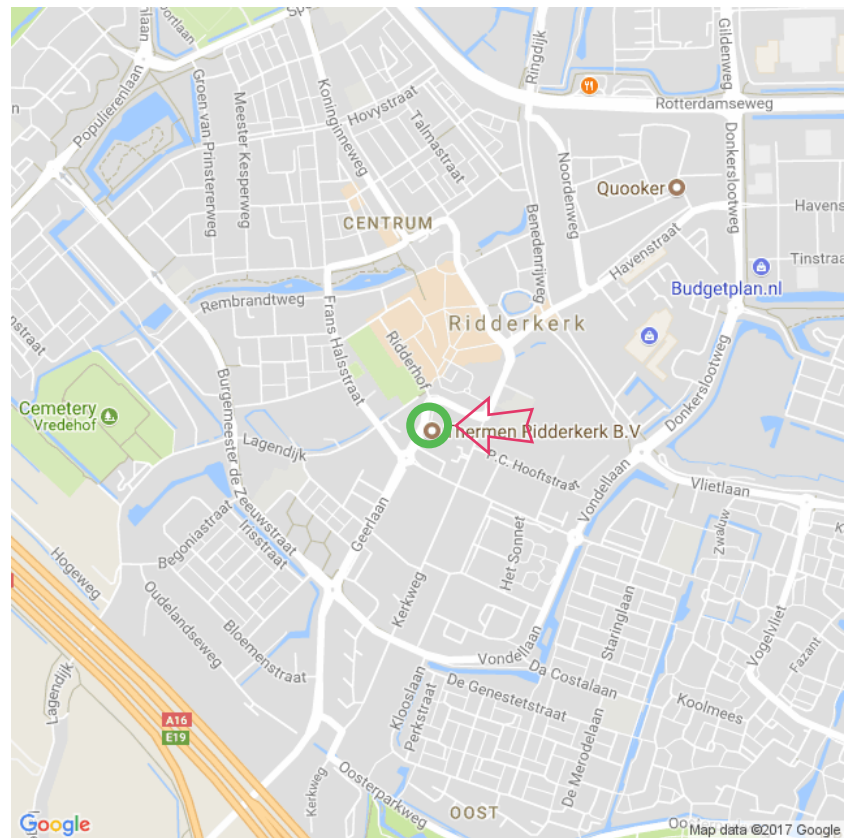 Populierenlaan
Groen van Prinstererweg
Meester Kesperweg
Koninginneweg
Hovystraat
Talmastraat
Ringdijk
Gildenweg
Rotterdamseweg
Donkerslootweg
Noordenweg
Benedenrijweg
Quooker
Havenstraat
Havens
Tinstraa
Budgetplan.nl
CENTRUM
Rembrandtweg
Frans Halsstraat
Ridderhof
Ridderkerk
Donkerslootweg
Cemetery
Vredehof
Lagendijk
Burgemeester de Zeeuwstraat
Thermen Ridderkerk B.V
P.C. Hooftstraat
Vondellaan
Vlietlaan
Zwaluw
Begoniastraat
Irisstraat
Geerlaan
Het Sonnet
Kerkweg
Hogeweg
Oudelandseweg
Bloemenstraat
Staringlaan
Vogelvliet
Fazant
Vondellaan
Da Costalaan
De Genestetstraat
Klooslaan
Perkstraat
Koolmees
De Merodelaan
Lagendijk
A16
E19
Kerkweg
Oosterparkweg
OOST
Google
Map data ©2017 Google